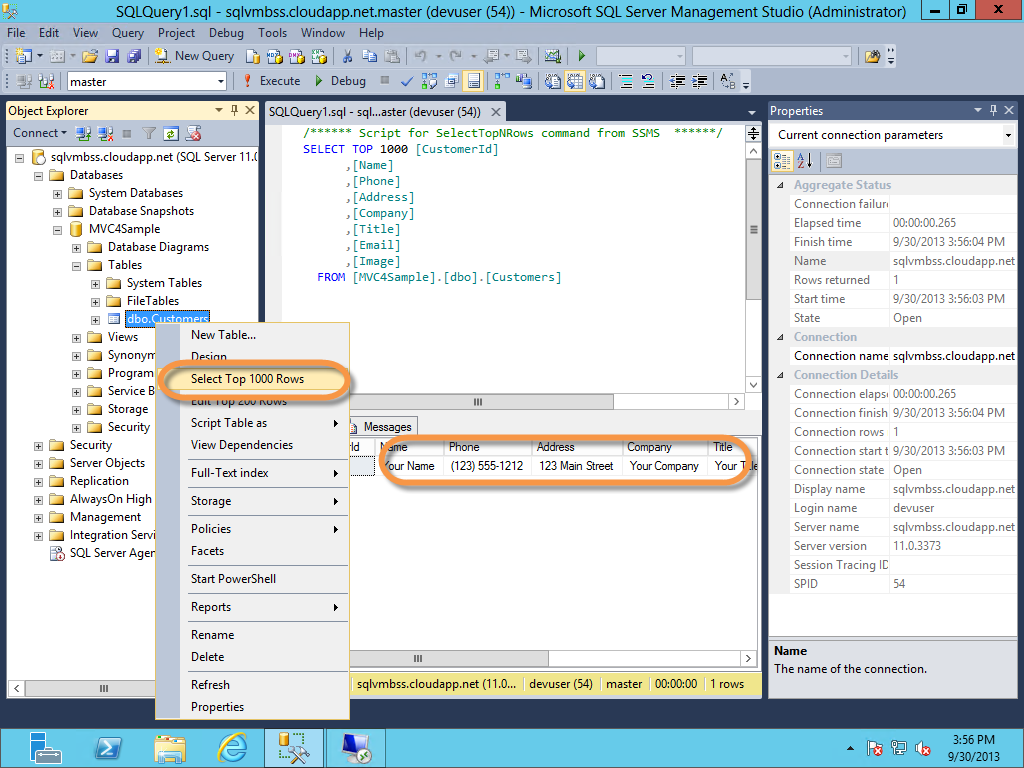 SQLQuery1.sql - sqlvmbss.cloudapp.net.master (devuser (54)) - Microsoft SQL Server Management Studio (Administrator)
File Edit View Query Project Debug Tools Window Help
New Query
master
Execute
Debug
Object Explorer
Connect
sqlvmbss.cloudapp.net (SQL Server 11.0
Databases
System Databases
Database Snapshots
MVC4Sample
Database Diagrams
Tables
System Tables
FileTables
dbo.Customers
Views
Synonym
Program
Service B
Storage
Security
Security
Server Objects
Replication
AlwaysOn High
Management
Integration Servi
SQL Server Agen
New Table...
Design
Select Top 1000 Rows
Edit Top 200 Rows
Script Table as
View Dependencies
Full-Text index
Storage
Policies
Facets
Start PowerShell
Reports
Rename
Delete
Refresh
Properties
SQLQuery1.sql - sql...aster (devuser (54))
/****** Script for SelectTopNRows command from SSMS ******/
SELECT TOP 1000 [CustomerId]
,[Name]
,[Phone]
,[Address]
,[Company]
,[Title]
,[Email]
,[Image]
FROM [MVC4Sample].[dbo].[Customers]
Messages
Name Phone Address Company Title
Your Name (123) 555-1212 123 Main Street Your Company Your Title
sqlvmbss.cloudapp.net (11.0... devuser (54) master 00:00:00 1 rows
Properties
Current connection parameters
Aggregate Status
Connection failure
Elapsed time 00:00:00.265
Finish time 9/30/2013 3:56:04 PM
Name sqlvmbss.cloudapp.net
Rows returned 1
Start time 9/30/2013 3:56:03 PM
State Open
Connection
Connection name sqlvmbss.cloudapp.net
Connection Details
Connection elaps 00:00:00.265
Connection finish 9/30/2013 3:56:04 PM
Connection rows 1
Connection start t 9/30/2013 3:56:03 PM
Connection state Open
Display name sqlvmbss.cloudapp.net
Login name devuser
Server name sqlvmbss.cloudapp.net
Server version 11.0.3373
Session Tracing ID
SPID 54
Name
The name of the connection.
3:56 PM
9/30/2013